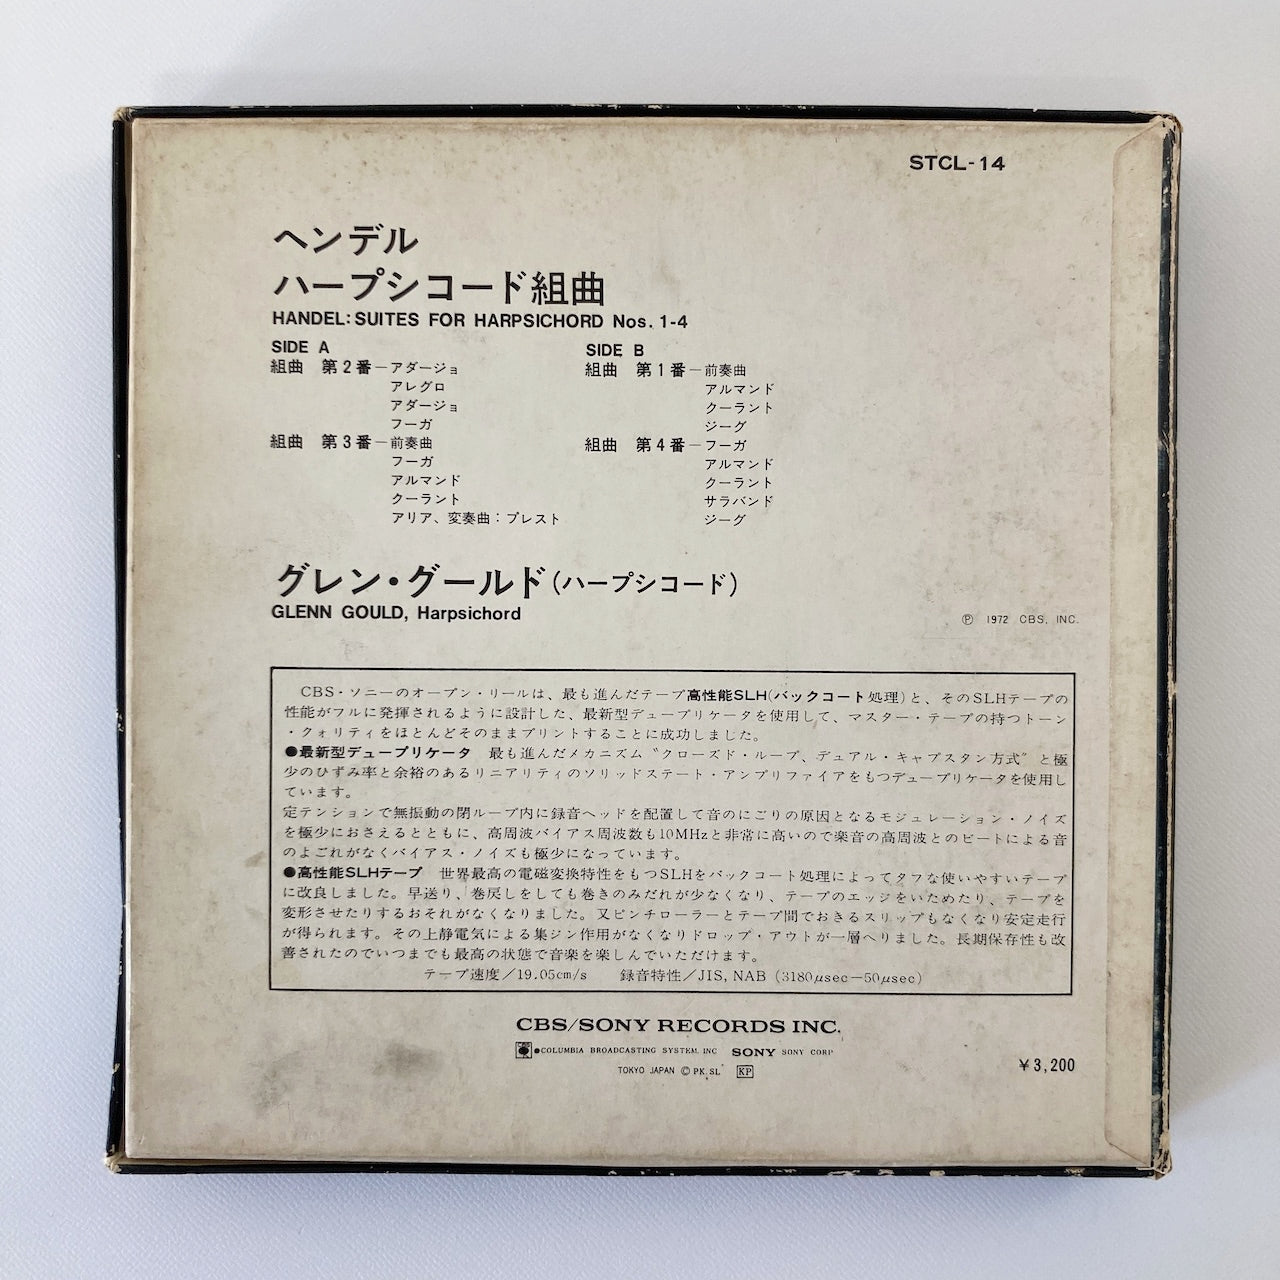 STCL-14
ヘンデル
ハープシコード組曲
HANDEL: SUITES FOR HARPSICHORD Nos. 1-4
SIDE A
組曲 第2番—アダージョ
アレグロ
アダージョ
フーガ
組曲 第3番—前奏曲
フーガ
アルマンド
クーラント
アリア、変奏曲：プレスト
SIDE B
組曲 第1番—前奏曲
アルマンド
クーラント
ジーグ
組曲 第4番—フーガ
アルマンド
クーラント
サラバンド
ジーグ
グレン・グールド(ハープシコード)
GLENN GOULD, Harpsichord
Ⓟ 1972 CBS, INC.
CBS・ソニーのオープン・リールは、最も進んだテープ高性能SLH(バックコート処理)と、そのSLHテープの
性能がフルに発揮されるように設計した、最新型デュープリケータを使用して、マスター・テープの持つトーン
・クォリティをほとんどそのままプリントすることに成功しました。
●最新型デュープリケータ 最も進んだメカニズム〝クローズド・ループ、デュアル・キャプスタン方式〟と極
少のひずみ率と余裕のあるリニアリティのソリッドステート・アンプリファイアをもつデュープリケータを使用し
ています。
定テンションで無振動の閉ループ内に録音ヘッドを配置して音のにごりの原因となるモジュレーション・ノイズ
を極少におさえるとともに、高周波バイアス周波数も10MHzと非常に高いので楽音の高周波とのビートによる音
のよごれがなくバイアス・ノイズも極少になっています。
●高性能SLHテープ 世界最高の電磁変換特性をもつSLHをバックコート処理によってタフな使いやすいテープ
に改良しました。早送り、巻戻しをしても巻きのみだれが少なくなり、テープのエッジをいためたり、テープを
変形させたりするおそれがなくなりました。又ピンチローラーとテープ間でおきるスリップもなくなり安定走行
が得られます。その上静電気による集ジン作用がなくなりドロップ・アウトが一層へりました。長期保存性も改
善されたのでいつまでも最高の状態で音楽を楽しんでいただけます。
テープ速度／19.05cm/s 録音特性／JIS, NAB (3180μsec—50μsec)
CBS/SONY RECORDS INC.
●COLUMBIA BROADCASTING SYSTEM. INC SONY SONY CORP
TOKYO JAPAN Ⓒ PK. SL KP
￥3,200